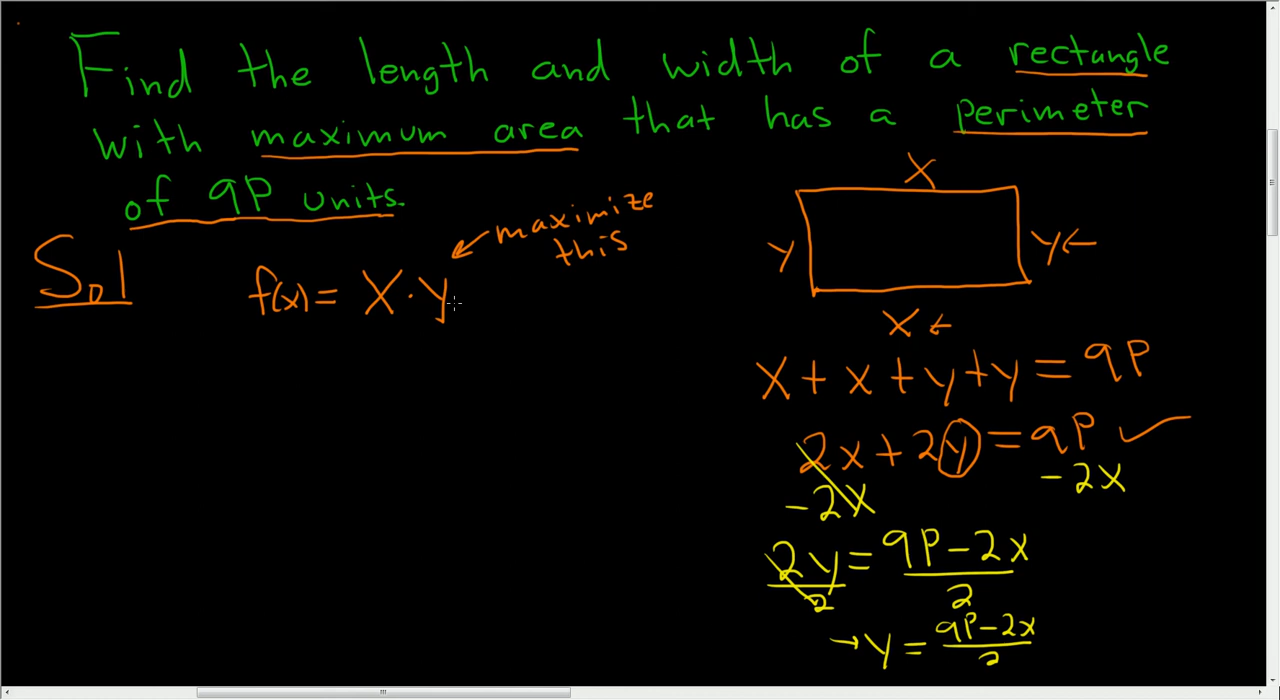 Find the length and width of a rectangle
with maximum area that has a perimeter
of 9P units.
Sol
f(x) = X · y
maximize
this
X
y
y ←
X ←
X + x + y + y = 9P
2x + 2y = 9P ✓
-2X
-2X
2y = 9P - 2x
2
2
→ y = 9P - 2x
2